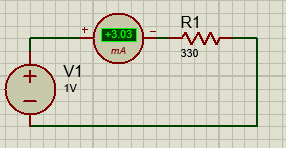 + +3.03 −
mA
R1
330
+
V1
1V
−